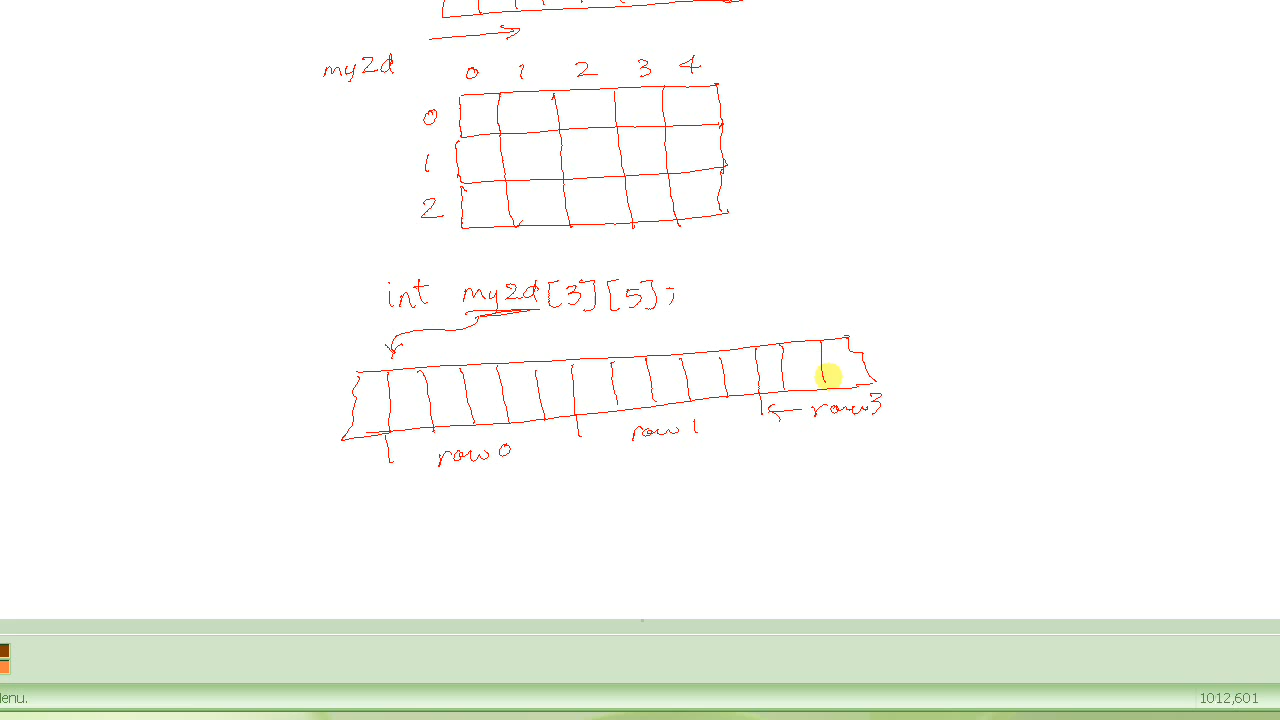 my2d
0 1 2 3 4
0
1
2
int my2d[3][5];
row 0
row 1
row3
lenu.
1012,601